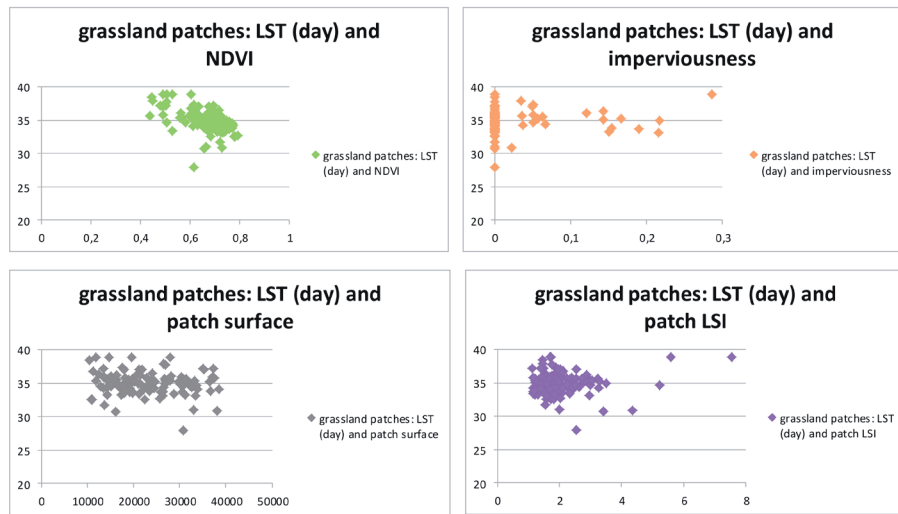 grassland patches: LST (day) and
NDVI
40
35
30
25
20
0 0,2 0,4 0,6 0,8 1
grassland patches: LST
(day) and NDVI
grassland patches: LST (day) and
imperviousness
40
35
30
25
20
0 0,1 0,2 0,3
grassland patches: LST
(day) and imperviousness
grassland patches: LST (day) and
patch surface
40
35
30
25
20
0 10000 20000 30000 40000 50000
grassland patches: LST
(day) and patch surface
grassland patches: LST (day) and
patch LSI
40
35
30
25
20
0 2 4 6 8
grassland patches: LST
(day) and patch LSI